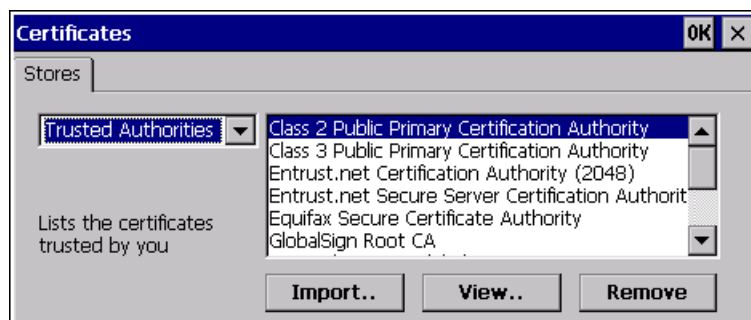 Certificates OK ×
Stores
Trusted Authorities
Class 2 Public Primary Certification Authority
Class 3 Public Primary Certification Authority
Entrust.net Certification Authority (2048)
Entrust.net Secure Server Certification Authorit
Equifax Secure Certificate Authority
GlobalSign Root CA
Lists the certificates
trusted by you
Import.. View.. Remove